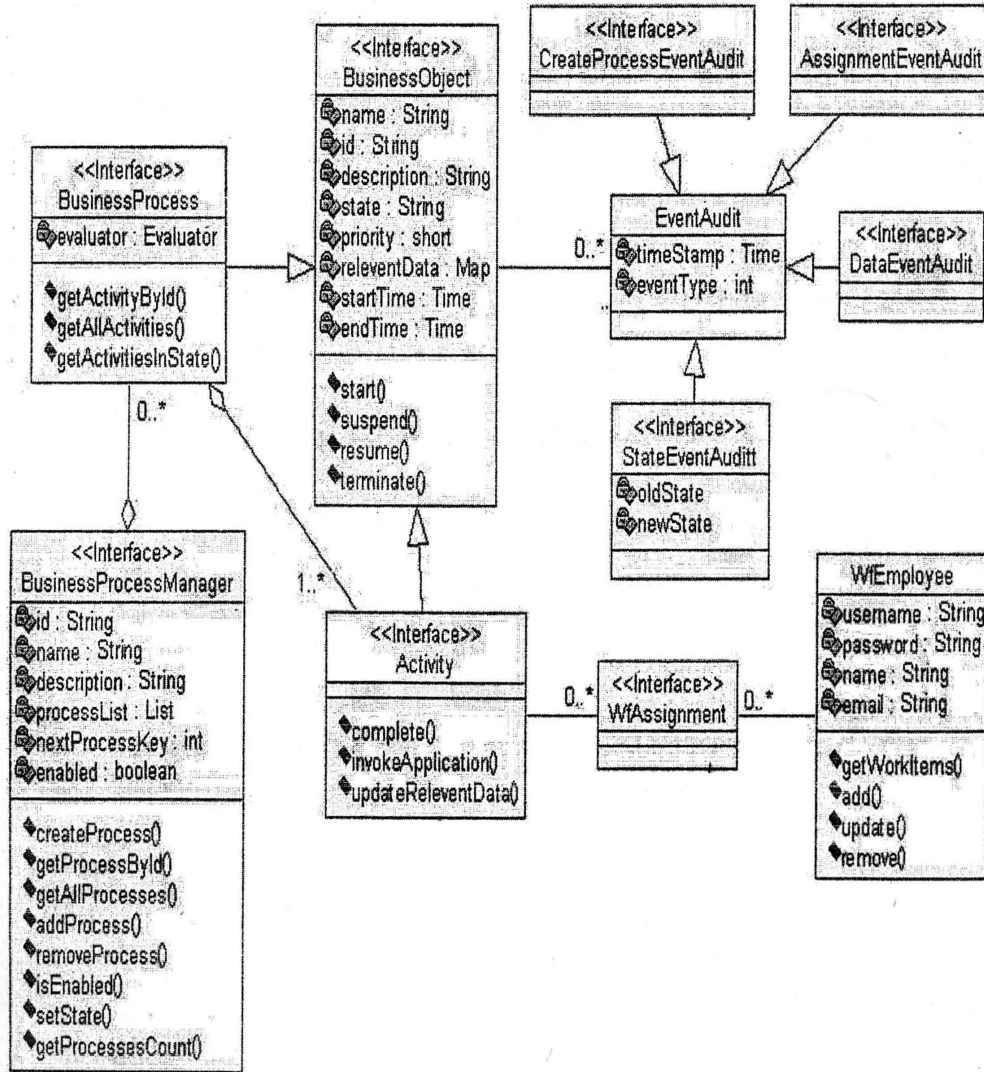 <<Interface>>
BusinessObject
name : String
id : String
description : String
state : String
priority : short
releventData : Map
startTime : Time
endTime : Time
start()
suspend()
resume()
terminate()
<<Interface>>
CreateProcessEventAudit
<<Interface>>
AssignmentEventAudit
<<Interface>>
BusinessProcess
evaluator : Evaluator
getActivityById()
getAllActivities()
getActivitiesInState()
EventAudit
timeStamp : Time
eventType : int
0..*
<<Interface>>
DataEventAudit
<<Interface>>
StateEventAuditt
oldState
newState
0..*
1..*
<<Interface>>
BusinessProcessManager
id : String
name : String
description : String
processList : List
nextProcessKey : int
enabled : boolean
createProcess()
getProcessById()
getAllProcesses()
addProcess()
removeProcess()
isEnabled()
setState()
getProcessesCount()
<<Interface>>
Activity
complete()
invokeApplication()
updateReleventData()
0..*
<<Interface>>
WfAssignment
0..*
WfEmployee
username : String
password : String
name : String
email : String
getWorkItems()
add()
update()
remove()